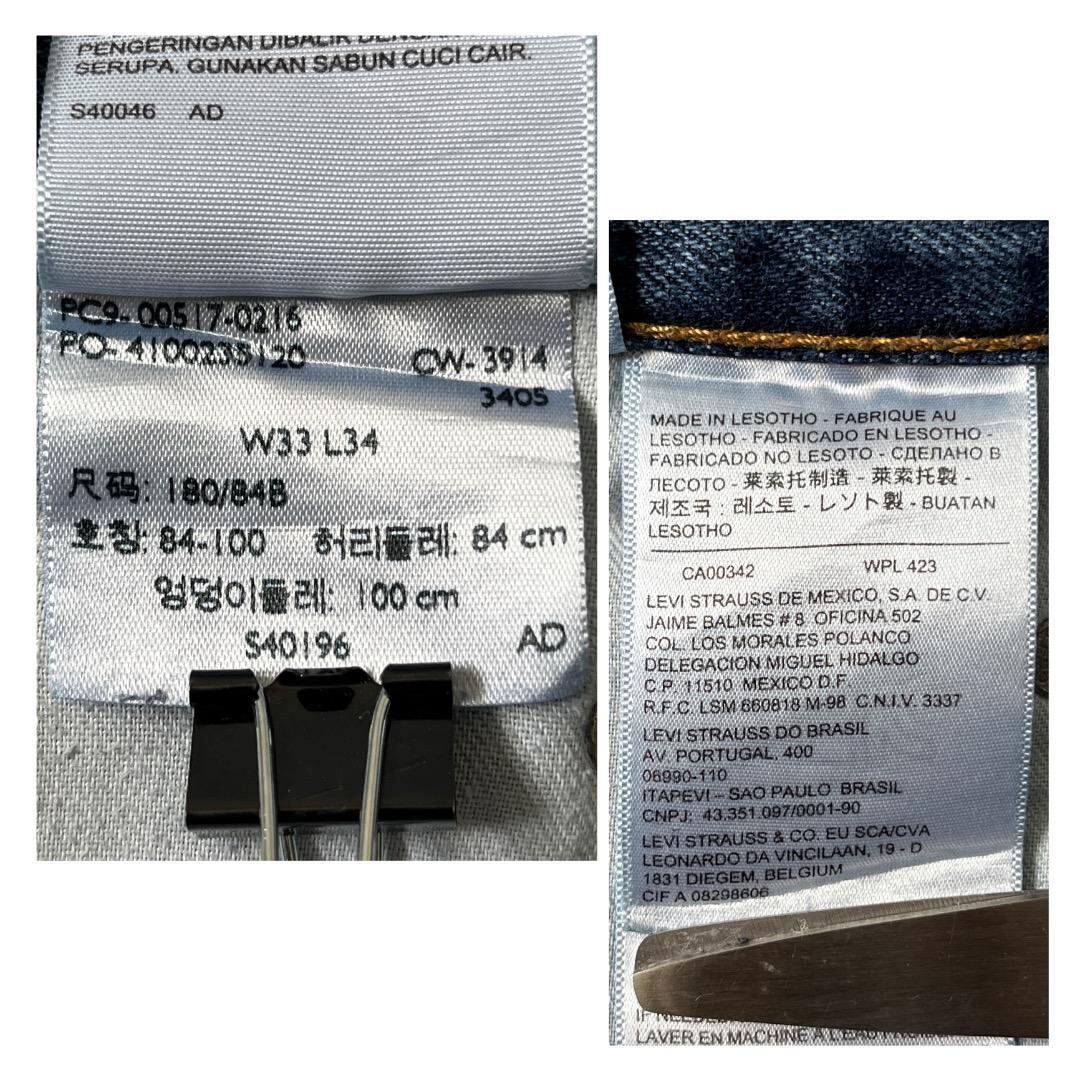 PENGERINGAN DIBALIK
SERUPA. GUNAKAN SABUN CUCI CAIR.
S40046 AD
PC9-00517-0216
PO- 4100235120 CW-3914
3405
W33 L34
尺码: 180/84B
호칭: 84-100 허리둘레: 84 cm
엉덩이둘레: 100 cm
S40196 AD
MADE IN LESOTHO - FABRIQUE AU
LESOTHO - FABRICADO EN LESOTHO -
FABRICADO NO LESOTO - СДЕЛАНО В
ЛЕСОТО - 莱索托制造 - 萊索托製 -
제조국 : 레소토 - レソト製 - BUATAN
LESOTHO
CA00342 WPL 423
LEVI STRAUSS DE MEXICO, S.A. DE C.V.
JAIME BALMES # 8 OFICINA 502
COL. LOS MORALES POLANCO
DELEGACION MIGUEL HIDALGO
C.P. 11510 MEXICO D.F.
R.F.C. LSM 660818 M-98 C.N.I.V. 3337
LEVI STRAUSS DO BRASIL
AV. PORTUGAL, 400
06990-110
ITAPEVI – SAO PAULO BRASIL
CNPJ: 43.351.097/0001-90
LEVI STRAUSS & CO. EU SCA/CVA
LEONARDO DA VINCILAAN, 19 - D
1831 DIEGEM, BELGIUM
CIF A 08298606
IF
LAVER EN MACHINE A